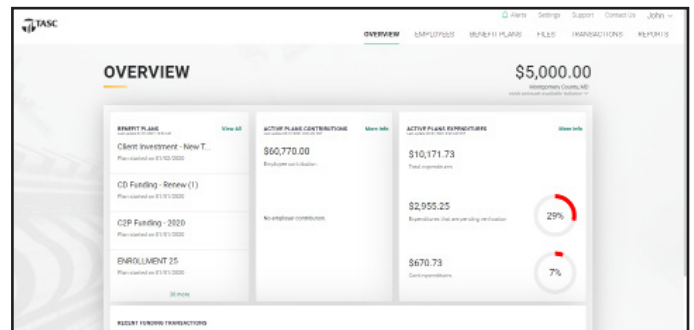 TASC
Alerts Settings Support Contact Us John
OVERVIEW EMPLOYEES BENEFIT PLANS FILES TRANSACTIONS REPORTS
OVERVIEW
$5,000.00
Montgomery County, MD
BENEFIT PLANS View All
Client Investment - New T...
Plan started on 01/02/2020
CD Funding - Renew (1)
Plan started on 01/01/2020
C2P Funding - 2020
Plan started on 01/01/2020
ENROLLMENT 25
Plan started on 01/01/2020
38 more
ACTIVE PLANS CONTRIBUTIONS More Info
$60,770.00
Employee contribution
No employer contribution
ACTIVE PLANS EXPENDITURES More Info
$10,171.73
Total expenditures
$2,955.25
Expenditures that are pending verification
29%
$670.73
Card expenditures
7%
RECENT FUNDING TRANSACTIONS